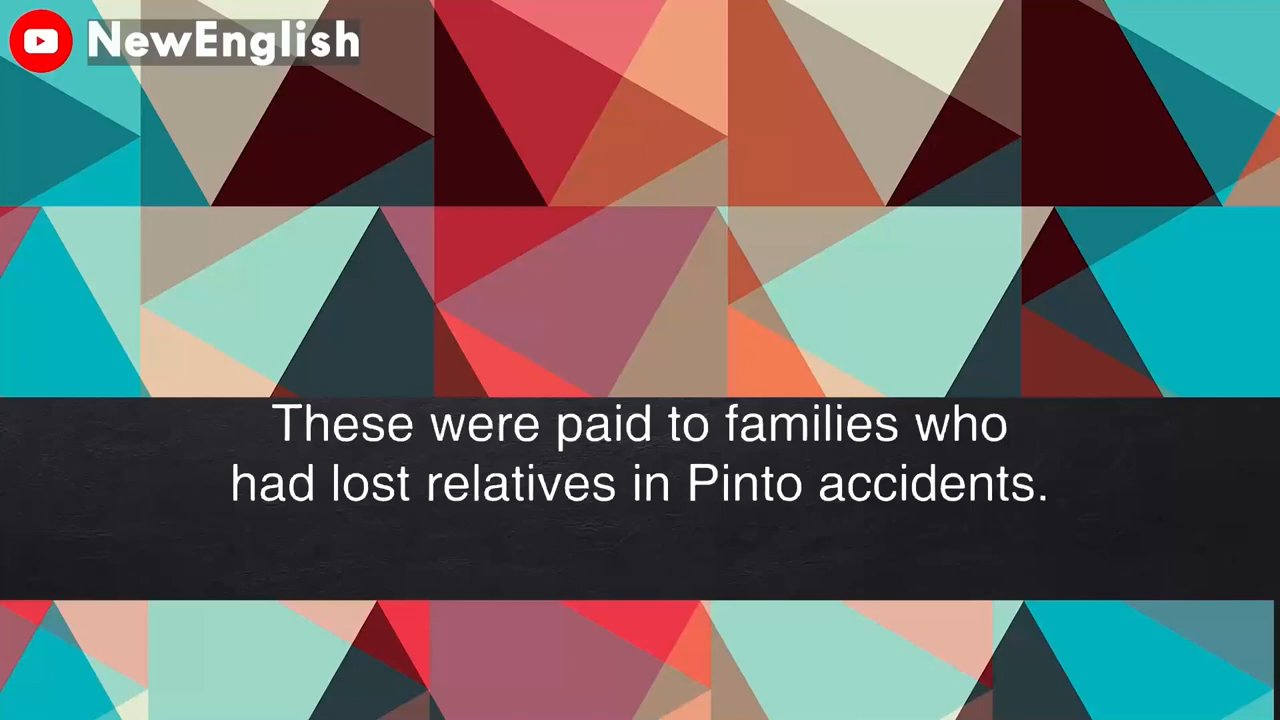 NewEnglish
These were paid to families who
had lost relatives in Pinto accidents.